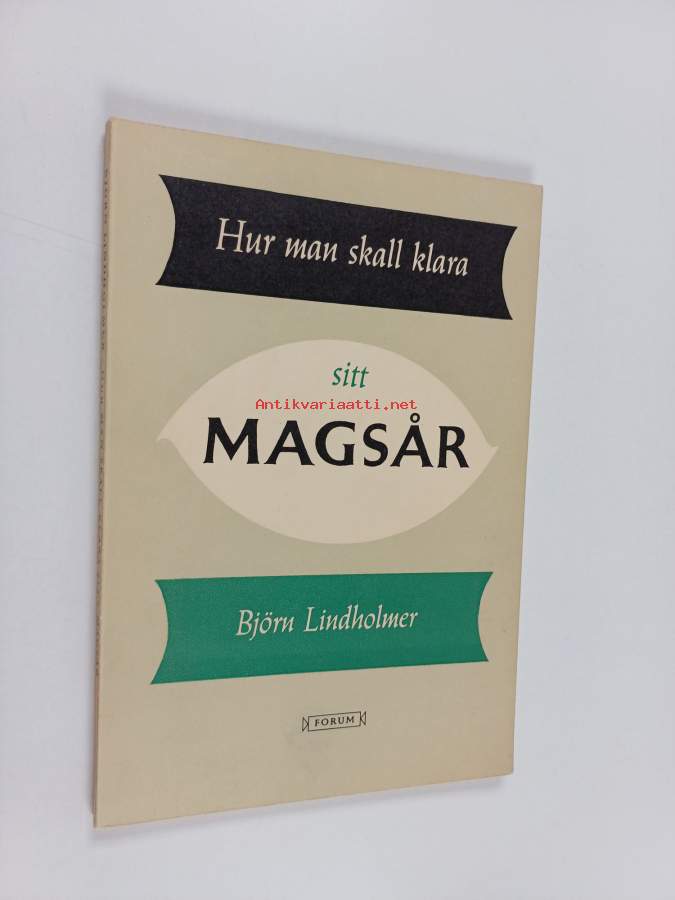 Hur man skall klara
sitt
Antikvariaatti.net
MAGSÅR
Björn Lindholmer
FORUM